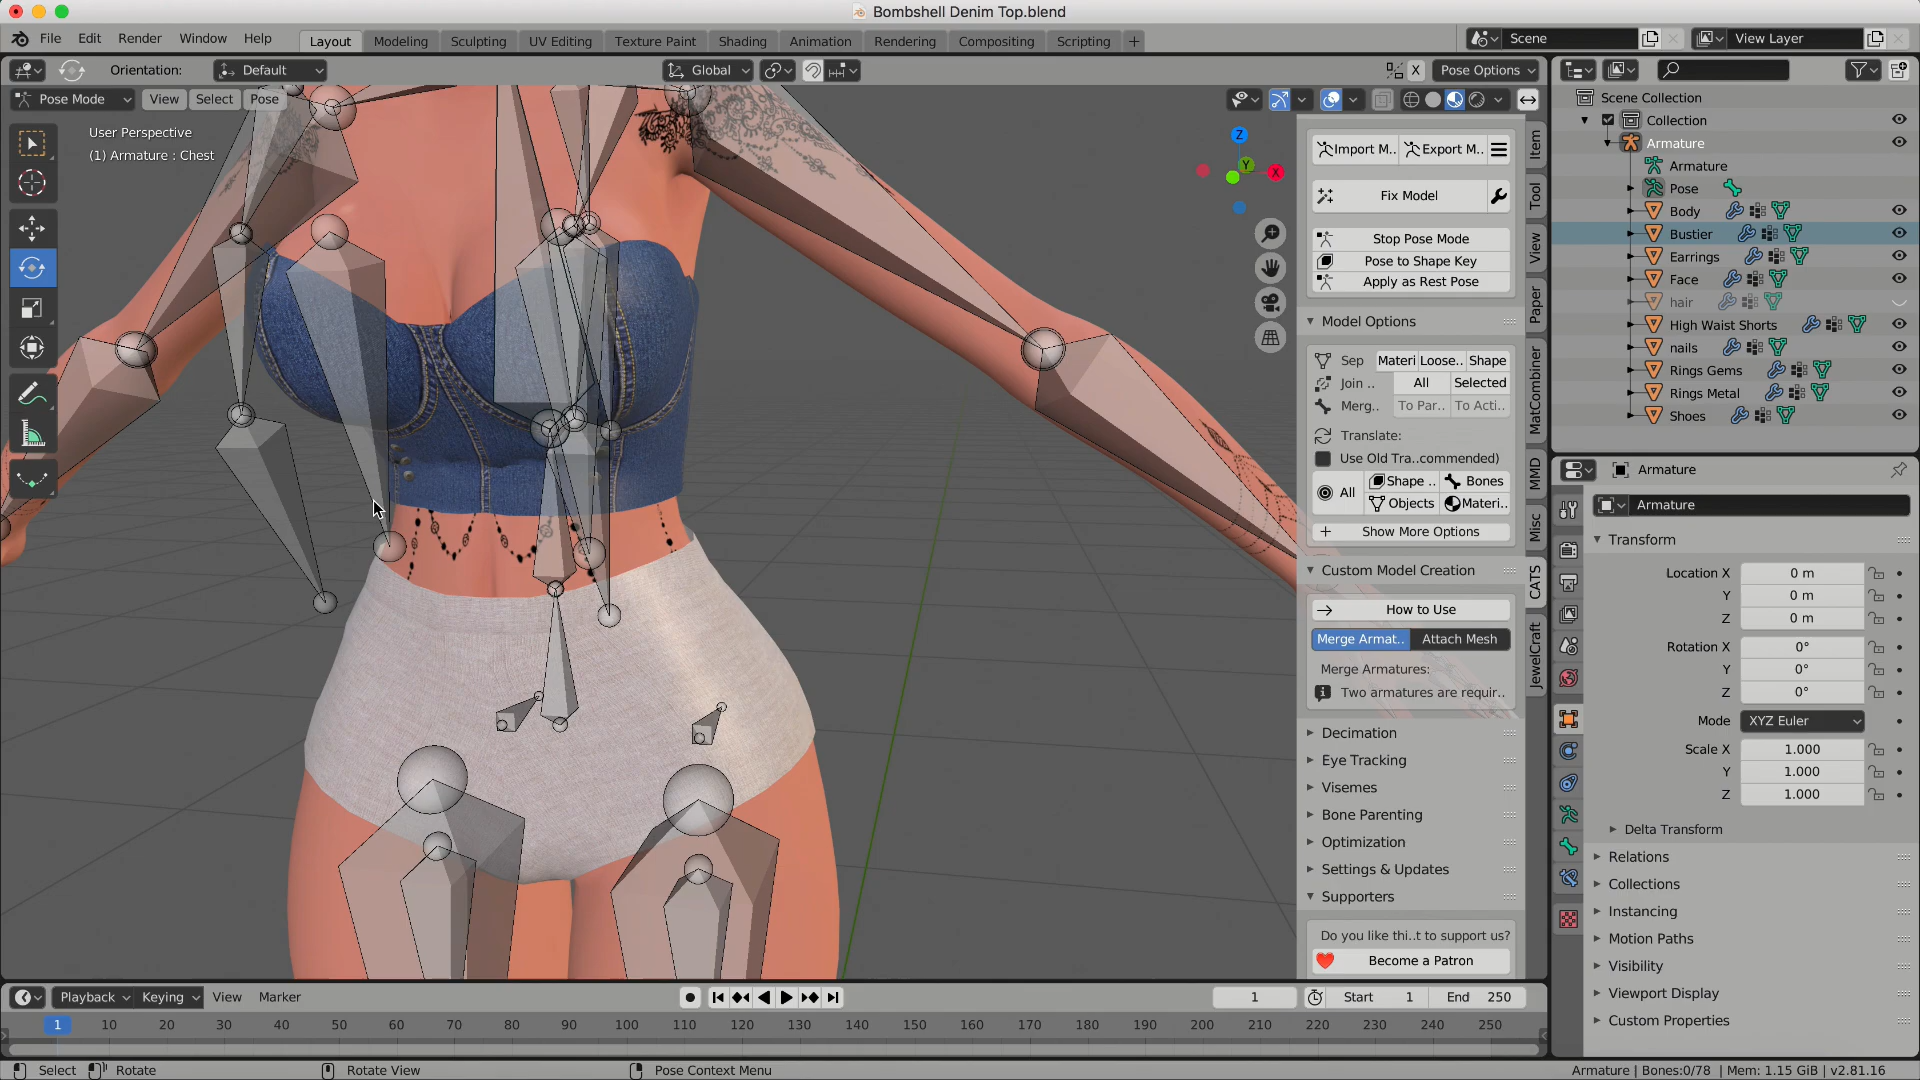 Bombshell Denim Top.blend
File Edit Render Window Help Layout Modeling Sculpting UV Editing Texture Paint Shading Animation Rendering Compositing Scripting + Scene View Layer
Orientation: Default Global X Pose Options
Pose Mode View Select Pose
User Perspective
(1) Armature : Chest
Z
Y
X
Import M.. Export M..
Fix Model
Stop Pose Mode
Pose to Shape Key
Apply as Rest Pose
Model Options
Sep Materi Loose.. Shape
Join .. All Selected
Merg.. To Par.. To Acti..
Translate:
Use Old Tra..commended)
All Shape .. Bones
Objects Materi..
+ Show More Options
Custom Model Creation
How to Use
Merge Armat.. Attach Mesh
Merge Armatures:
Two armatures are requir..
Decimation
Eye Tracking
Visemes
Bone Parenting
Optimization
Settings & Updates
Supporters
Do you like thi..t to support us?
Become a Patron
Item
Tool
View
Paper
MatCombiner
MMD
Misc
CATS
JewelCraft
Scene Collection
Collection
Armature
Armature
Pose
Body
Bustier
Earrings
Face
hair
High Waist Shorts
nails
Rings Gems
Rings Metal
Shoes
Armature
Armature
Transform
Location X 0 m
Y 0 m
Z 0 m
Rotation X 0°
Y 0°
Z 0°
Mode XYZ Euler
Scale X 1.000
Y 1.000
Z 1.000
Delta Transform
Relations
Collections
Instancing
Motion Paths
Visibility
Viewport Display
Custom Properties
Playback Keying View Marker 1 Start 1 End 250
1 10 20 30 40 50 60 70 80 90 100 110 120 130 140 150 160 170 180 190 200 210 220 230 240 250
Select Rotate Rotate View Pose Context Menu Armature | Bones:0/78 | Mem: 1.15 GiB | v2.81.16